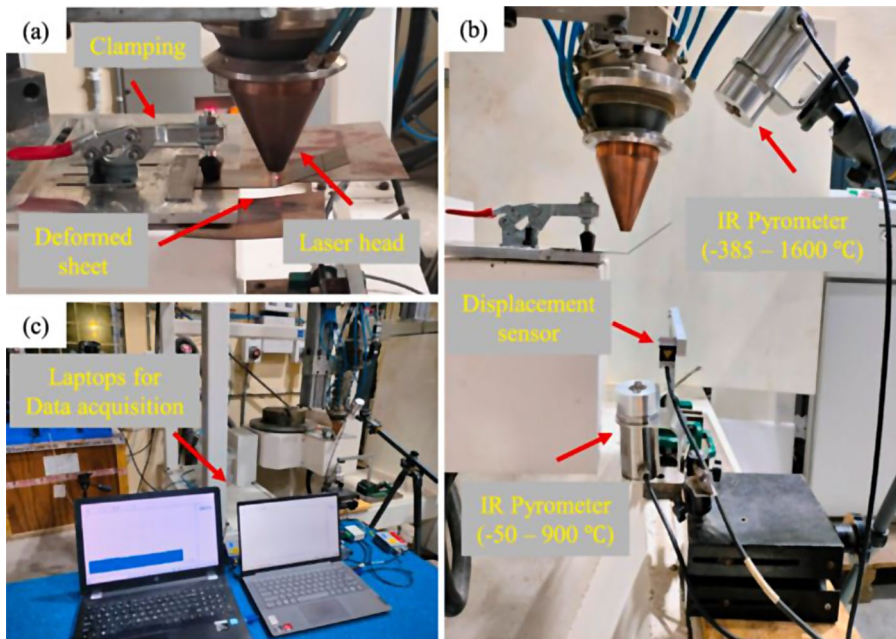 (a)
Clamping
Deformed
sheet
Laser head
(b)
IR Pyrometer
(-385 – 1600 °C)
Displacement
sensor
IR Pyrometer
(-50 – 900 °C)
(c)
Laptops for
Data acquisition